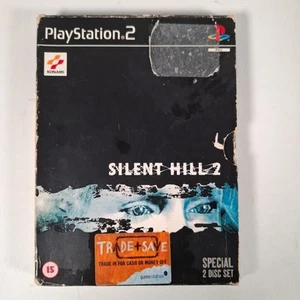 PlayStation 2
KONAMI
SILENT HILL 2
TRADE+SAVE
TRADE IN FOR CASH OR MONEY OFF
gamestation
SPECIAL
2 DISC SET
15